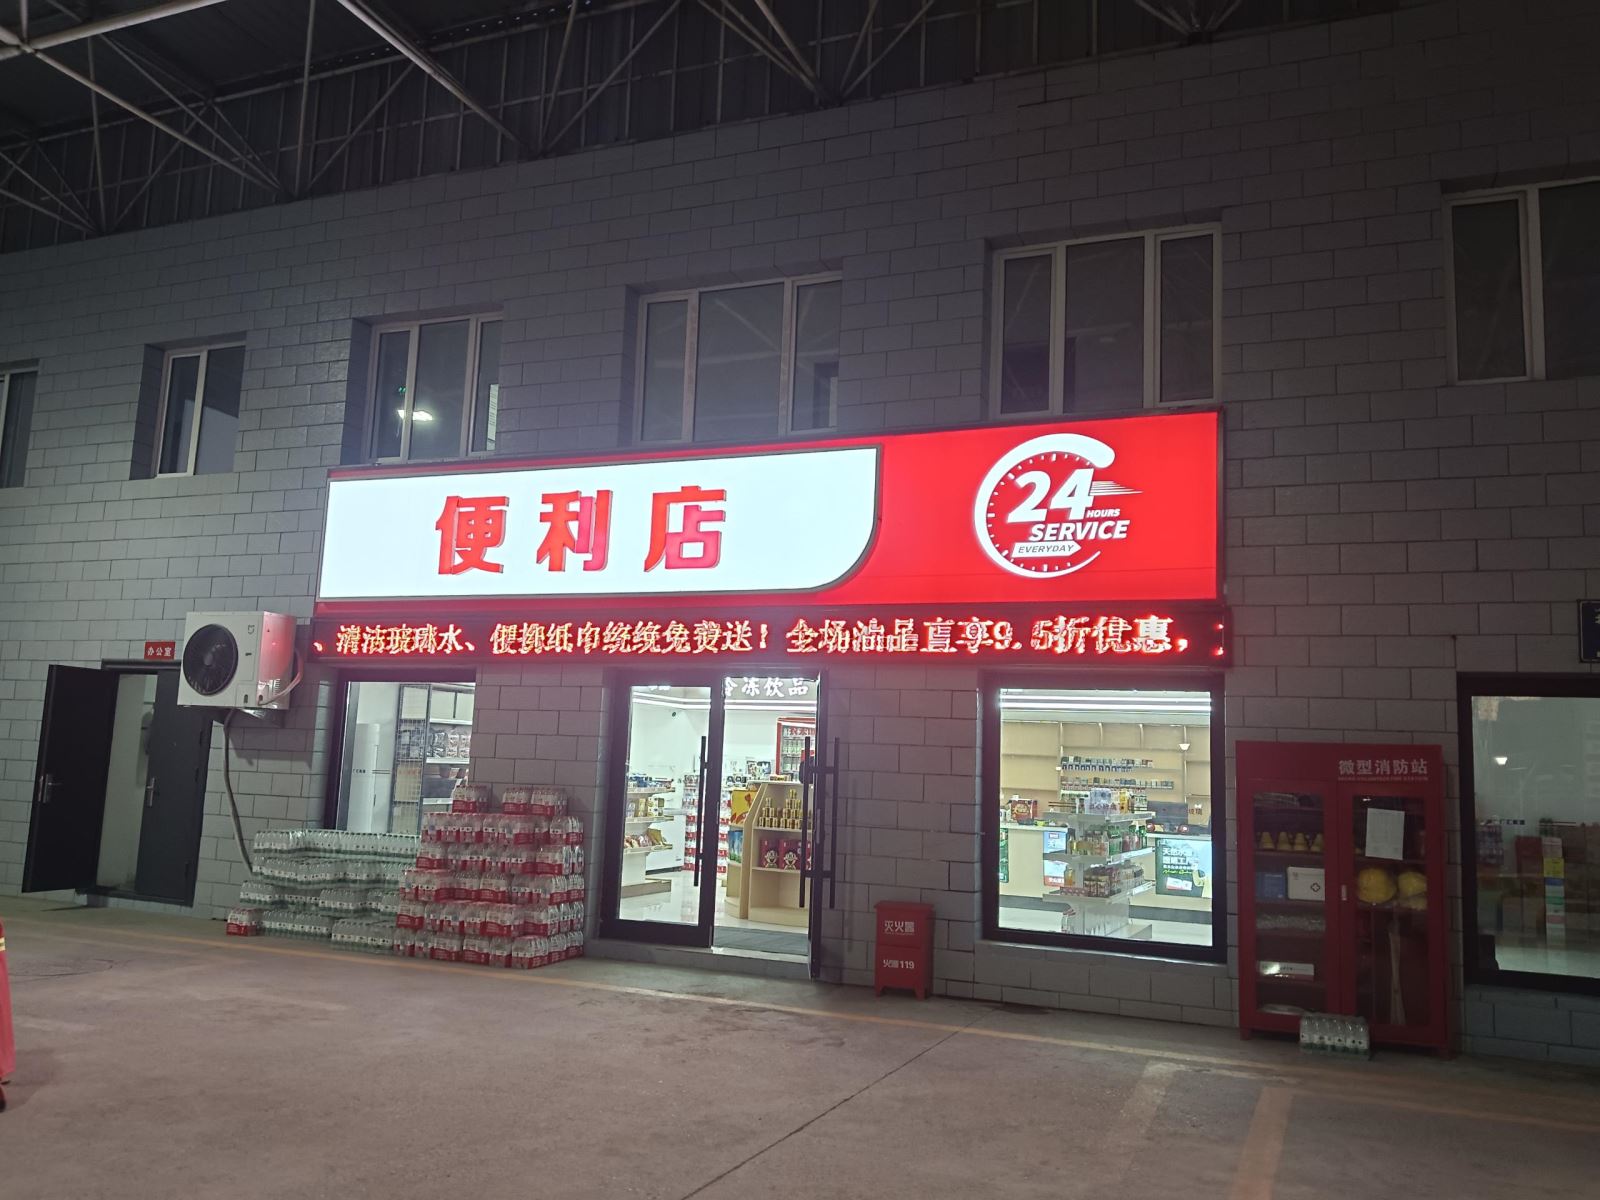 便利店
24
HOURS
SERVICE
EVERYDAY
、清洁玻璃水、便携纸巾统统免费送！全场油品直享9.5折优惠，
办公室
冷冻饮品
微型消防站
灭火器
火警119